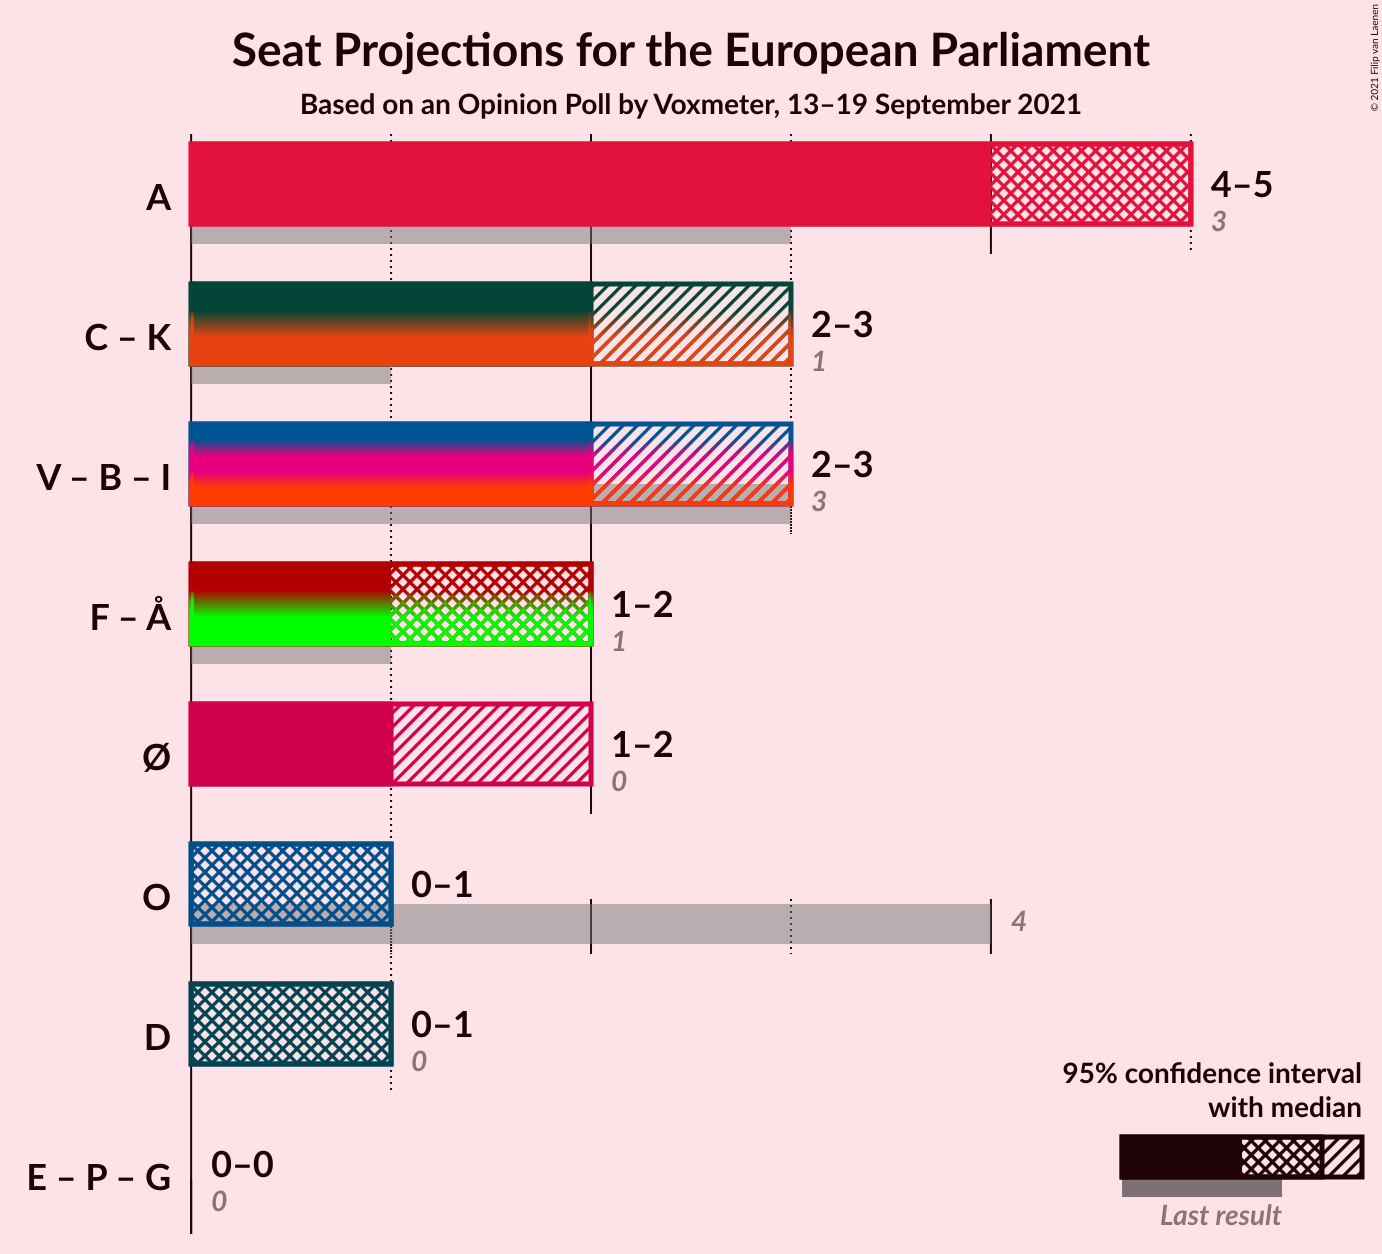 Seat Projections for the European Parliament
Based on an Opinion Poll by Voxmeter, 13–19 September 2021
© 2021 Filip van Laenen
A
4–5
3
C – K
2–3
1
V – B – I
2–3
3
F – Å
1–2
1
Ø
1–2
0
O
0–1
4
D
0–1
0
E – P – G
0–0
0
95% confidence interval
with median
Last result